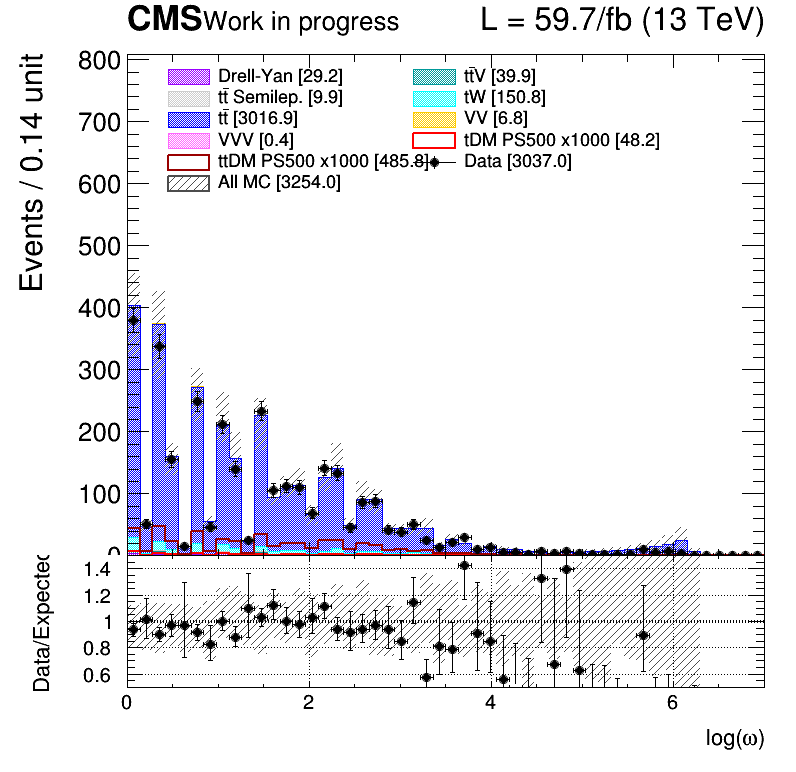 CMS Work in progress L = 59.7/fb (13 TeV)
Events / 0.14 unit
800
700
600
500
400
300
200
100
0
Drell-Yan [29.2] tt̄V [39.9]
tt̄ Semilep. [9.9] tW [150.8]
tt̄ [3016.9] VV [6.8]
VVV [0.4] tDM PS500 x1000 [48.2]
ttDM PS500 x1000 [485.8] Data [3037.0]
All MC [3254.0]
Data/Expected
1.4
1.2
1
0.8
0.6
0 2 4 6
log(ω)